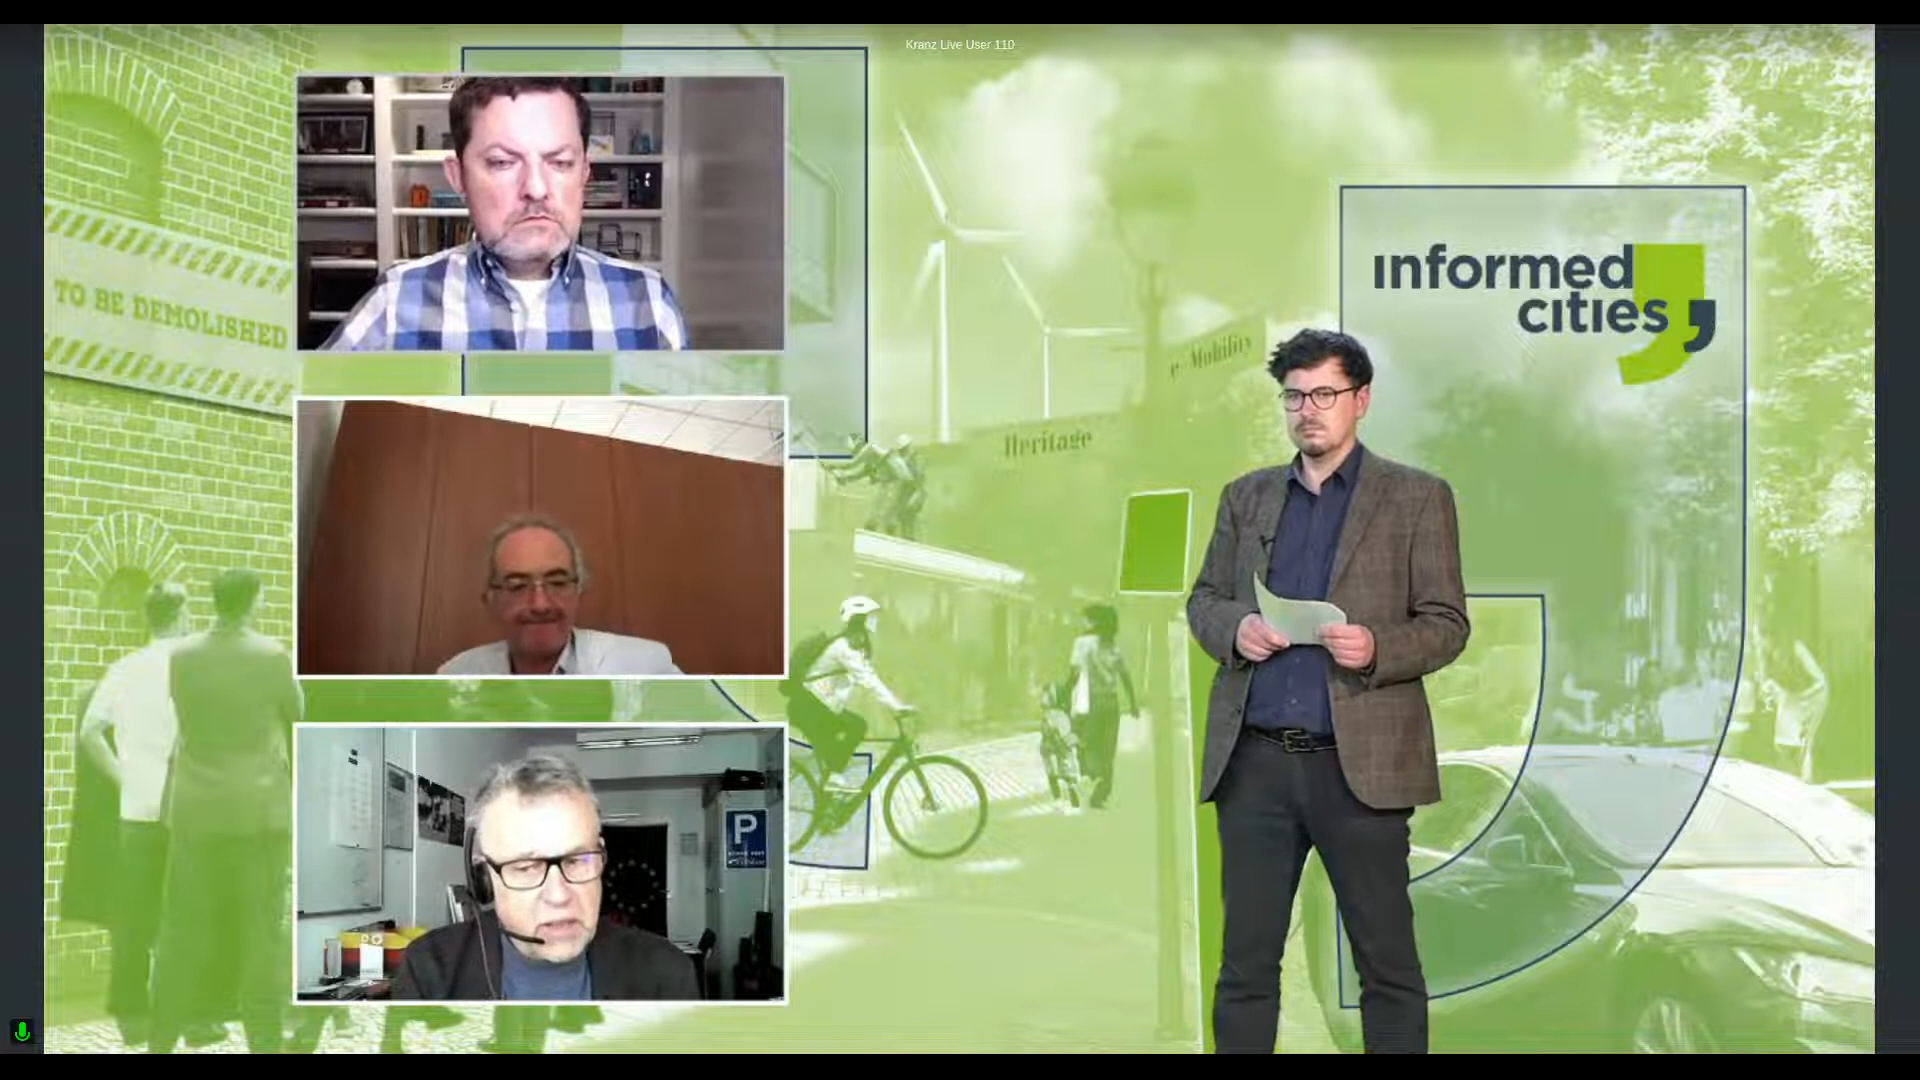 Kranz Live User 110
informed
cities
TO BE DEMOLISHED
e-Mobility
Heritage
P